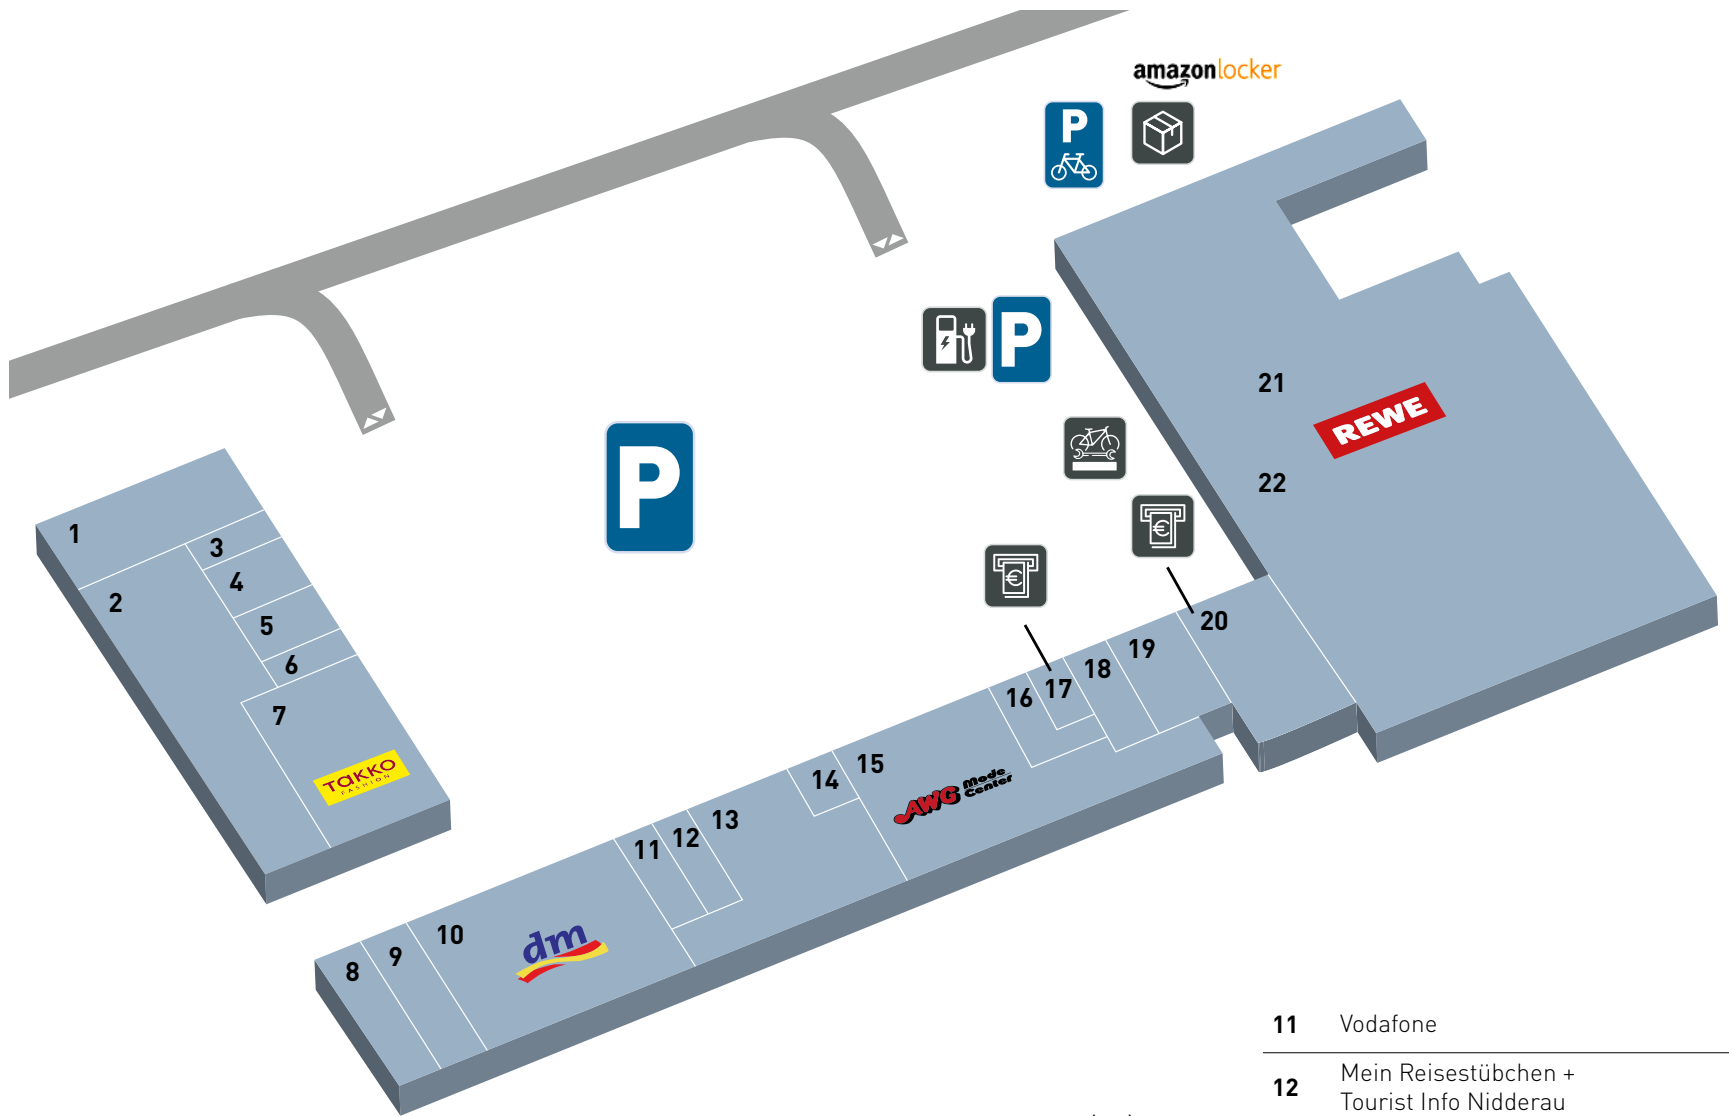 amazonlocker
P
P
21
REWE
22
P
1
3
2
4
5
6
7
TAKKO
FASHION
€
€
20
19
18
17
16
15
14
AWG Mode
Center
13
12
11
10
dm
9
8
11 Vodafone
12 Mein Reisestübchen +
Tourist Info Nidderau